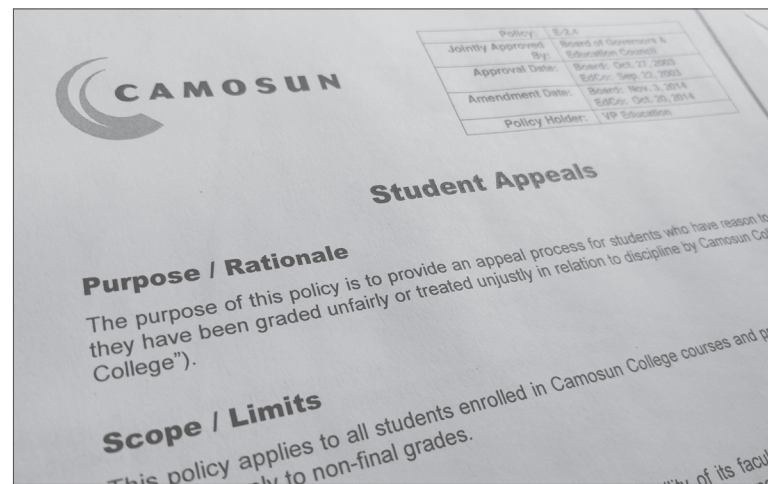 CAMOSUN
Policy: E-2.4
Jointly Approved By: Board of Governors & Education Council
Approval Date: Board: Oct. 27, 2003
EdCo: Sep. 22, 2003
Amendment Date: Board: Nov. 3, 2014
EdCo: Oct. 20, 2014
Policy Holder: VP Education
Student Appeals
Purpose / Rationale
The purpose of this policy is to provide an appeal process for students who have reason to
they have been graded unfairly or treated unjustly in relation to discipline by Camosun
College").
Scope / Limits
This policy applies to all students enrolled in Camosun College courses and
to non-final grades.
of its